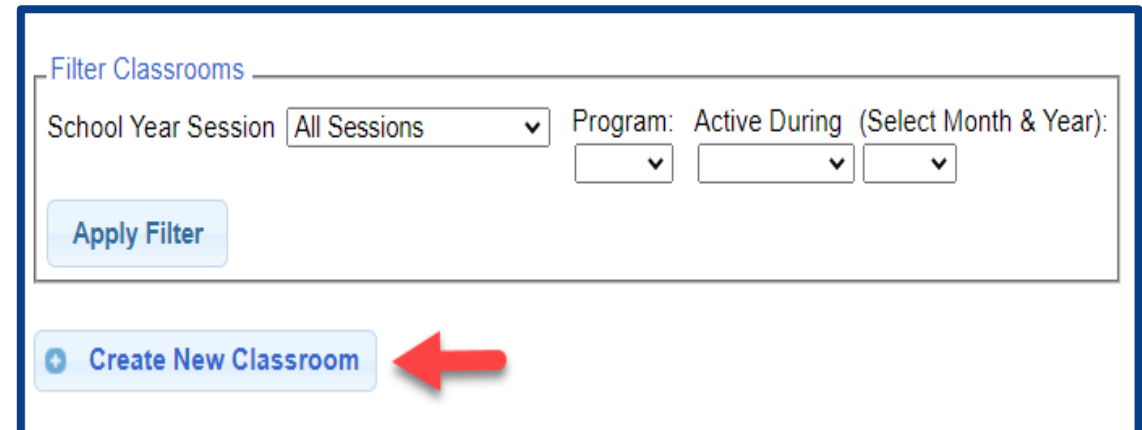 Filter Classrooms
School Year Session All Sessions Program: Active During (Select Month & Year):
Apply Filter
Create New Classroom